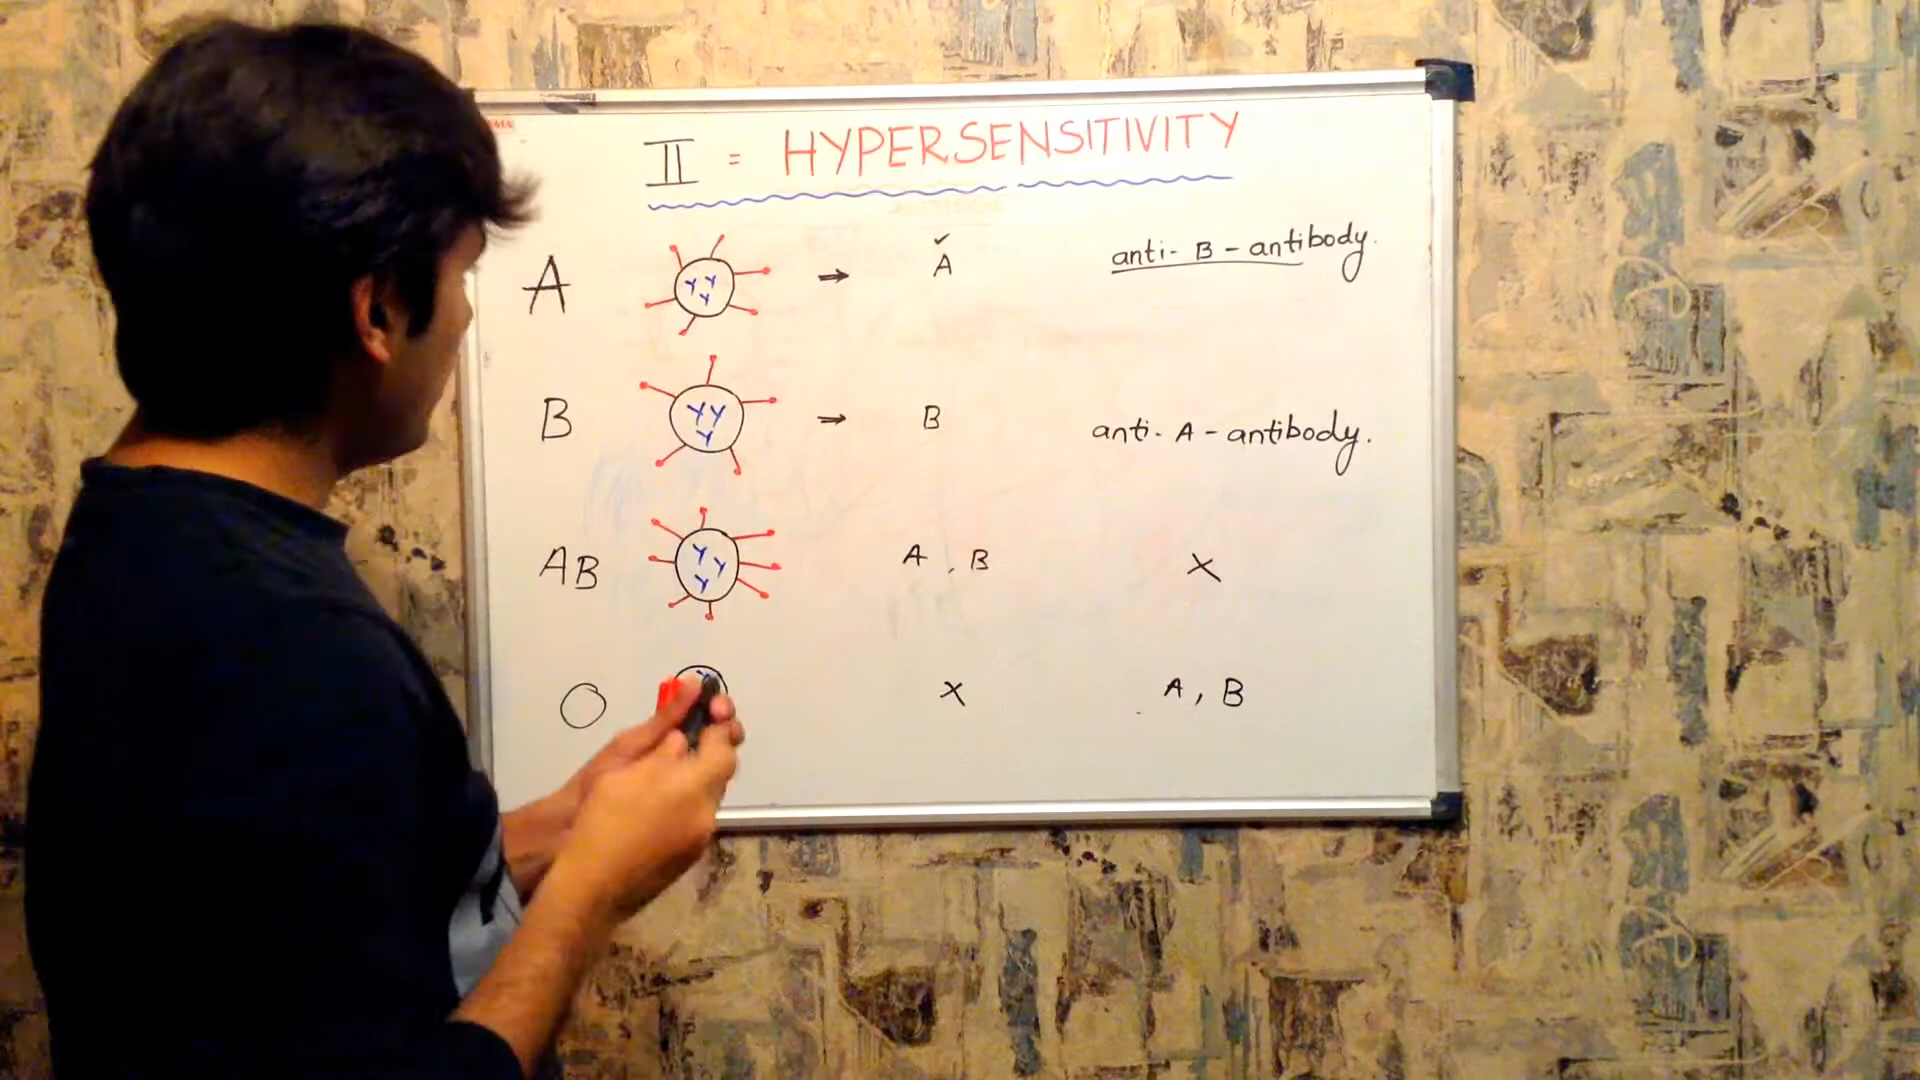 II = HYPERSENSITIVITY
A → ✓ A anti-B-antibody.
B → B anti-A-antibody.
AB A, B X
O X A, B